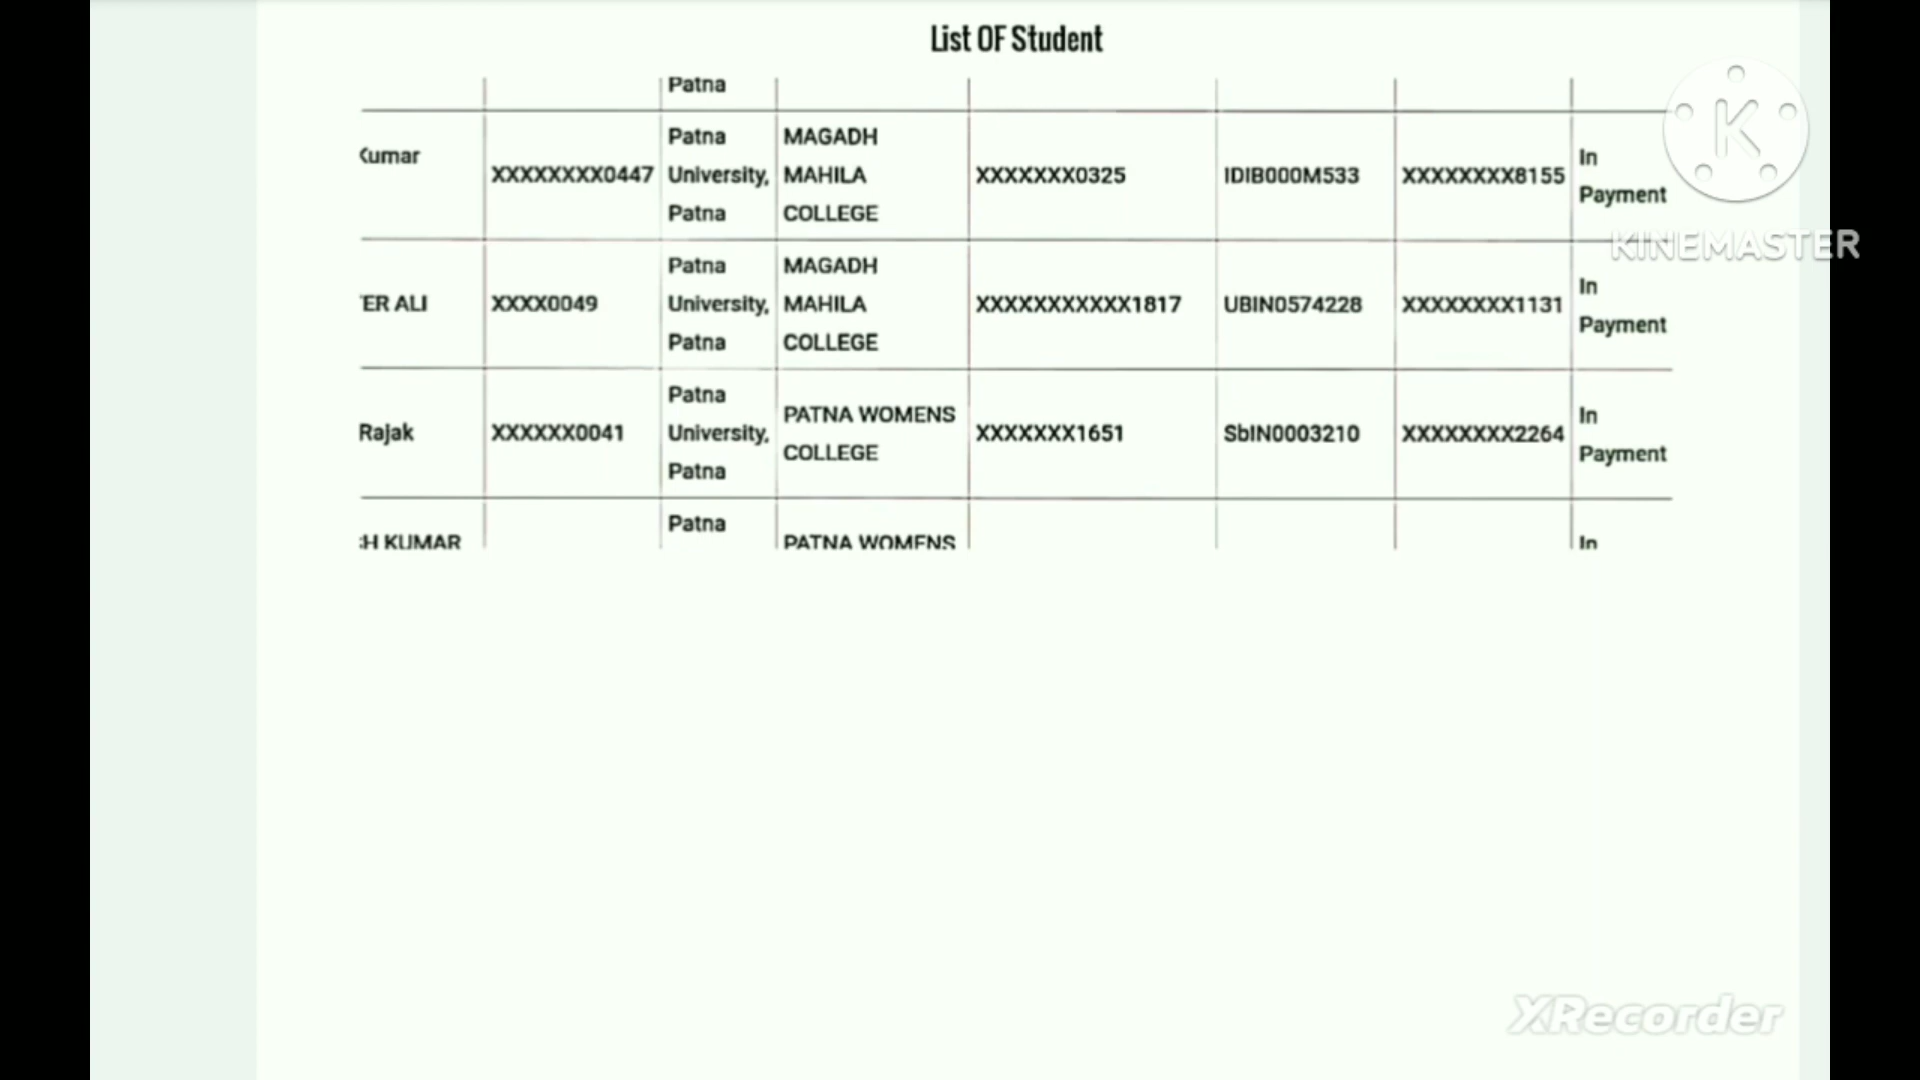 List OF Student
Patna
Kumar
XXXXXXXX0447
Patna
University,
Patna
MAGADH
MAHILA
COLLEGE
XXXXXXX0325
IDIB000M533
XXXXXXXX8155
In
Payment
K
KINEMASTER
ER ALI
XXXX0049
Patna
University,
Patna
MAGADH
MAHILA
COLLEGE
XXXXXXXXXXX1817
UBIN0574228
XXXXXXXX1131
In
Payment
Rajak
XXXXXX0041
Patna
University,
Patna
PATNA WOMENS
COLLEGE
XXXXXXX1651
SbIN0003210
XXXXXXXX2264
In
Payment
H KUMAR
Patna
PATNA WOMENS
In
XRecorder